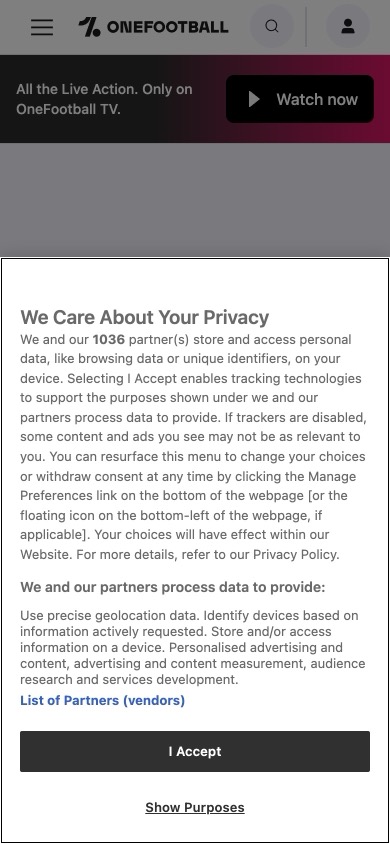 ONEFOOTBALL
All the Live Action. Only on
OneFootball TV.
Watch now
We Care About Your Privacy
We and our 1036 partner(s) store and access personal
data, like browsing data or unique identifiers, on your
device. Selecting I Accept enables tracking technologies
to support the purposes shown under we and our
partners process data to provide. If trackers are disabled,
some content and ads you see may not be as relevant to
you. You can resurface this menu to change your choices
or withdraw consent at any time by clicking the Manage
Preferences link on the bottom of the webpage [or the
floating icon on the bottom-left of the webpage, if
applicable]. Your choices will have effect within our
Website. For more details, refer to our Privacy Policy.
We and our partners process data to provide:
Use precise geolocation data. Identify devices based on
information actively requested. Store and/or access
information on a device. Personalised advertising and
content, advertising and content measurement, audience
research and services development.
List of Partners (vendors)
I Accept
Show Purposes